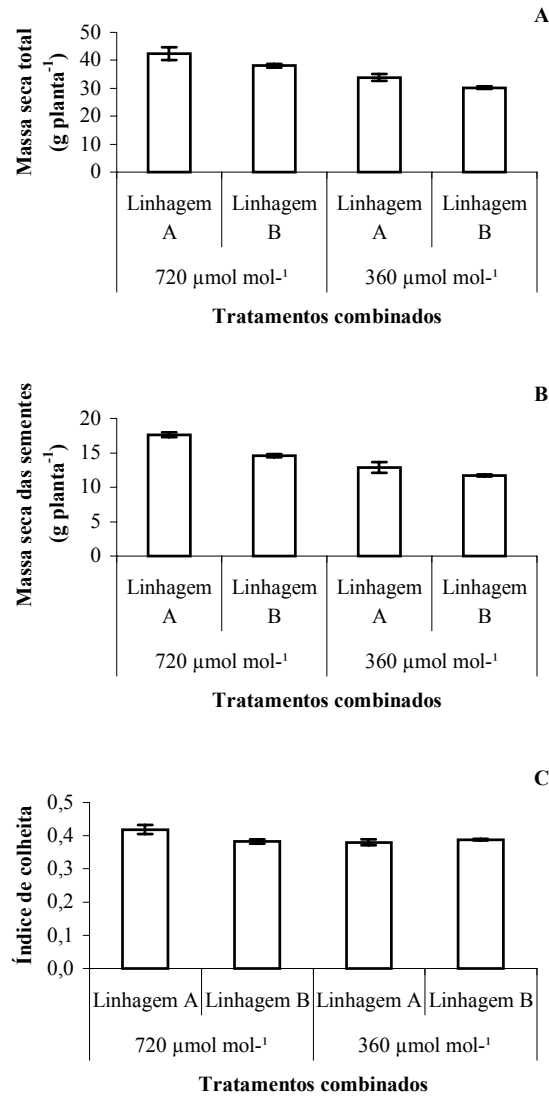 A
Massa seca total
(g planta⁻¹)
50
40
30
20
10
0
Linhagem Linhagem Linhagem Linhagem
A B A B
720 µmol mol-¹ 360 µmol mol-¹
Tratamentos combinados
B
Massa seca das sementes
(g planta⁻¹)
20
15
10
5
0
Linhagem Linhagem Linhagem Linhagem
A B A B
720 µmol mol-¹ 360 µmol mol-¹
Tratamentos combinados
C
Índice de colheita
0,5
0,4
0,3
0,2
0,1
0,0
Linhagem A Linhagem B Linhagem A Linhagem B
720 µmol mol-¹ 360 µmol mol-¹
Tratamentos combinados